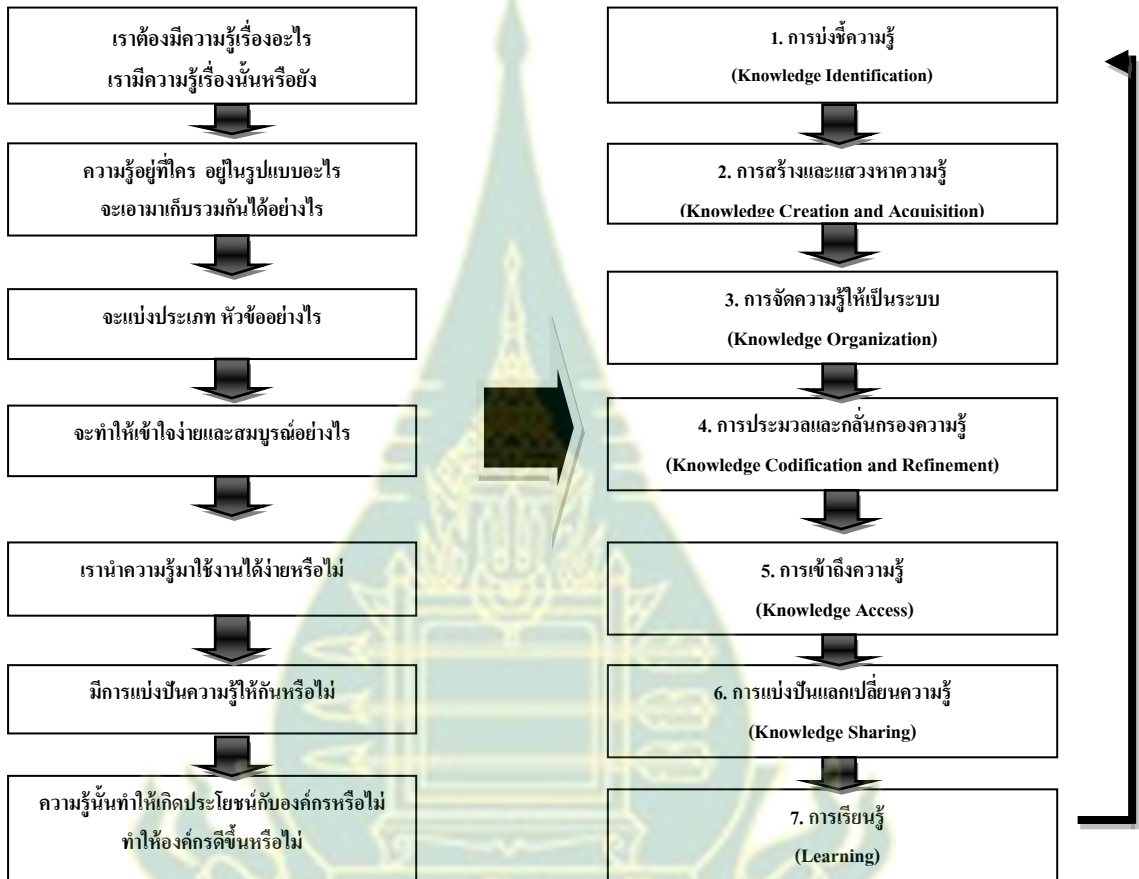 เราต้องมีความรู้เรื่องอะไร
เรามีความรู้เรื่องนั้นหรือยัง
ความรู้อยู่ที่ใคร อยู่ในรูปแบบอะไร
จะเอามาเก็บรวมกันได้อย่างไร
จะแบ่งประเภท หัวข้ออย่างไร
จะทำให้เข้าใจง่ายและสมบูรณ์อย่างไร
เรานำความรู้มาใช้งานได้ง่ายหรือไม่
มีการแบ่งปันความรู้ให้กันหรือไม่
ความรู้นั้นทำให้เกิดประโยชน์กับองค์กรหรือไม่
ทำให้องค์กรดีขึ้นหรือไม่
1. การบ่งชี้ความรู้
(Knowledge Identification)
2. การสร้างและแสวงหาความรู้
(Knowledge Creation and Acquisition)
3. การจัดความรู้ให้เป็นระบบ
(Knowledge Organization)
4. การประมวลและกลั่นกรองความรู้
(Knowledge Codification and Refinement)
5. การเข้าถึงความรู้
(Knowledge Access)
6. การแบ่งปันแลกเปลี่ยนความรู้
(Knowledge Sharing)
7. การเรียนรู้
(Learning)